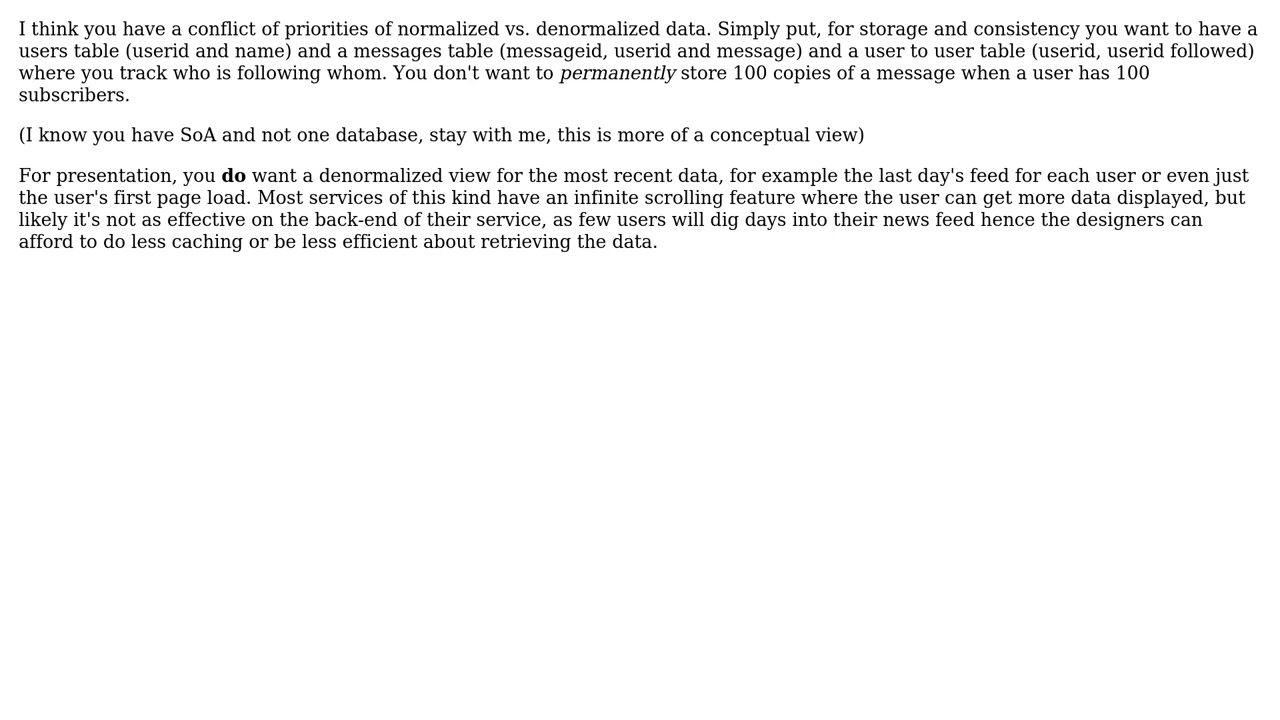 I think you have a conflict of priorities of normalized vs. denormalized data. Simply put, for storage and consistency you want to have a
users table (userid and name) and a messages table (messageid, userid and message) and a user to user table (userid, userid followed)
where you track who is following whom. You don't want to permanently store 100 copies of a message when a user has 100
subscribers.
(I know you have SoA and not one database, stay with me, this is more of a conceptual view)
For presentation, you do want a denormalized view for the most recent data, for example the last day's feed for each user or even just
the user's first page load. Most services of this kind have an infinite scrolling feature where the user can get more data displayed, but
likely it's not as effective on the back-end of their service, as few users will dig days into their news feed hence the designers can
afford to do less caching or be less efficient about retrieving the data.